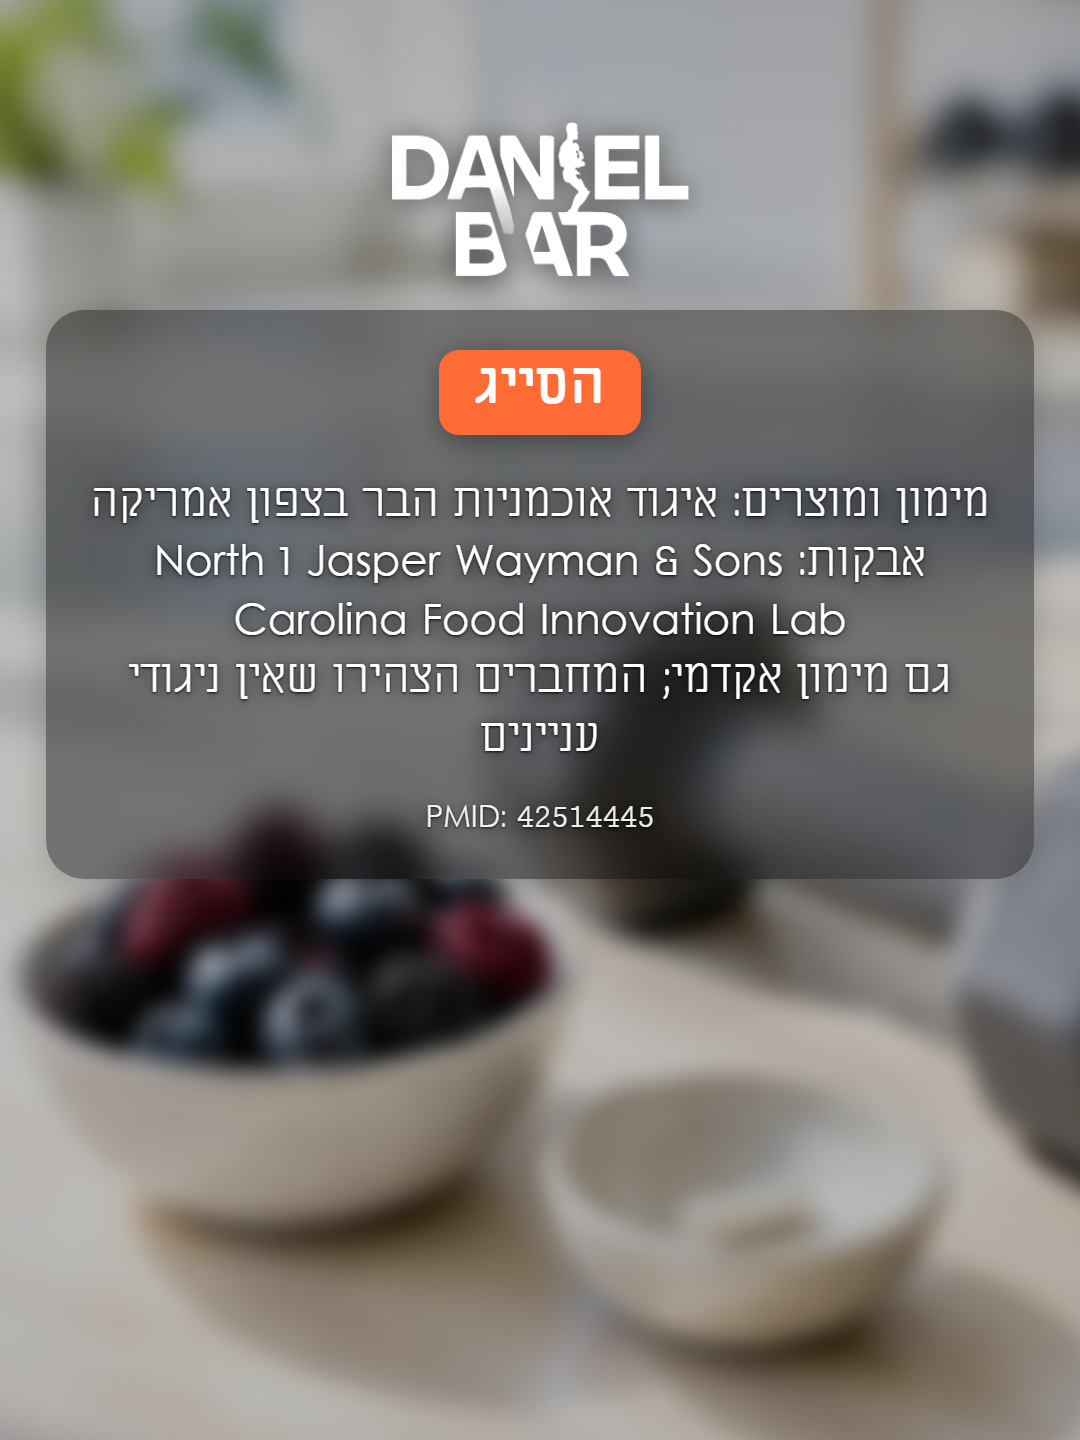 DANIEL
BAR
הסייג
מימון ומוצרים: איגוד אוכמניות הבר בצפון אמריקה
אבקות: Jasper Wayman & Sons ו North
Carolina Food Innovation Lab
גם מימון אקדמי; המחברים הצהירו שאין ניגודי
עניינים
PMID: 42514445